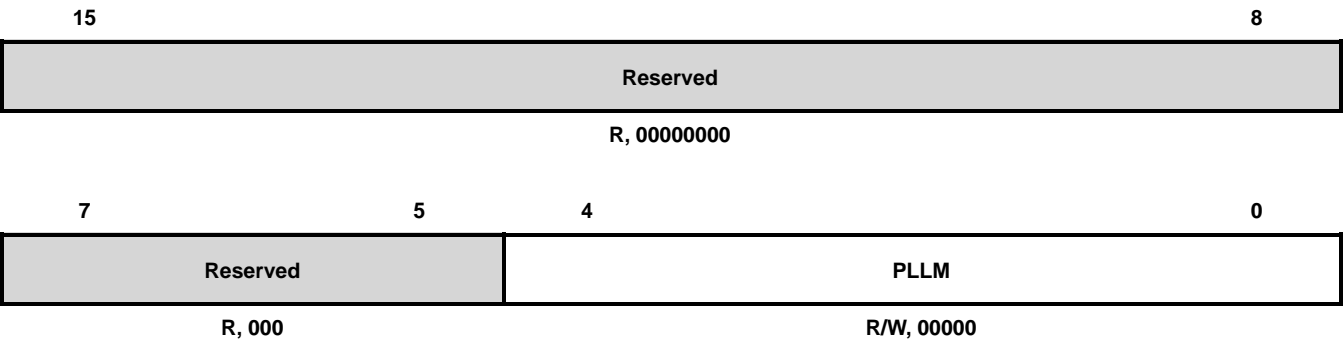 15 8
Reserved
R, 00000000
7 5 4 0
Reserved PLLM
R, 000 R/W, 00000